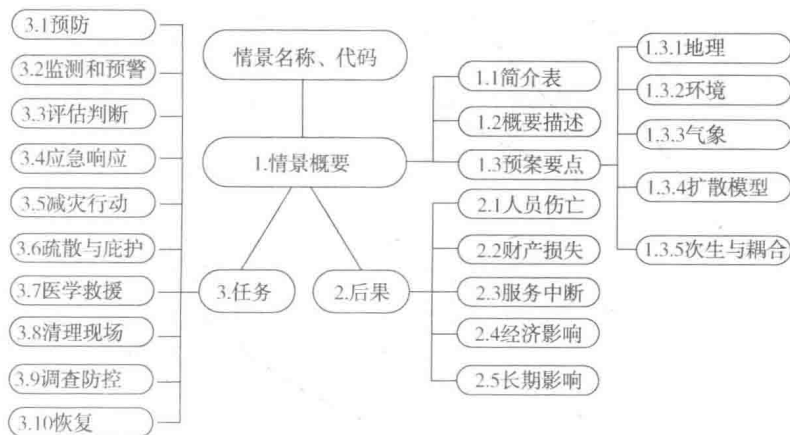 情景名称、代码
1.情景概要
1.1简介表
1.2概要描述
1.3预案要点
1.3.1地理
1.3.2环境
1.3.3气象
1.3.4扩散模型
1.3.5次生与耦合
2.后果
2.1人员伤亡
2.2财产损失
2.3服务中断
2.4经济影响
2.5长期影响
3.任务
3.1预防
3.2监测和预警
3.3评估判断
3.4应急响应
3.5减灾行动
3.6疏散与庇护
3.7医学救援
3.8清理现场
3.9调查防控
3.10恢复